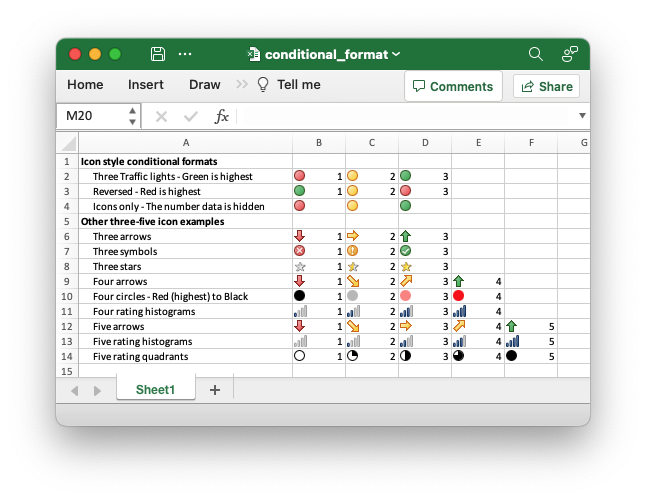 conditional_format
Home Insert Draw Tell me Comments Share
M20 fx
A B C D E F G
1 Icon style conditional formats
2 Three Traffic lights - Green is highest 1 2 3
3 Reversed - Red is highest 1 2 3
4 Icons only - The number data is hidden
5 Other three-five icon examples
6 Three arrows 1 2 3
7 Three symbols 1 2 3
8 Three stars 1 2 3
9 Four arrows 1 2 3 4
10 Four circles - Red (highest) to Black 1 2 3 4
11 Four rating histograms 1 2 3 4
12 Five arrows 1 2 3 4 5
13 Five rating histograms 1 2 3 4 5
14 Five rating quadrants 1 2 3 4 5
15
Sheet1 +